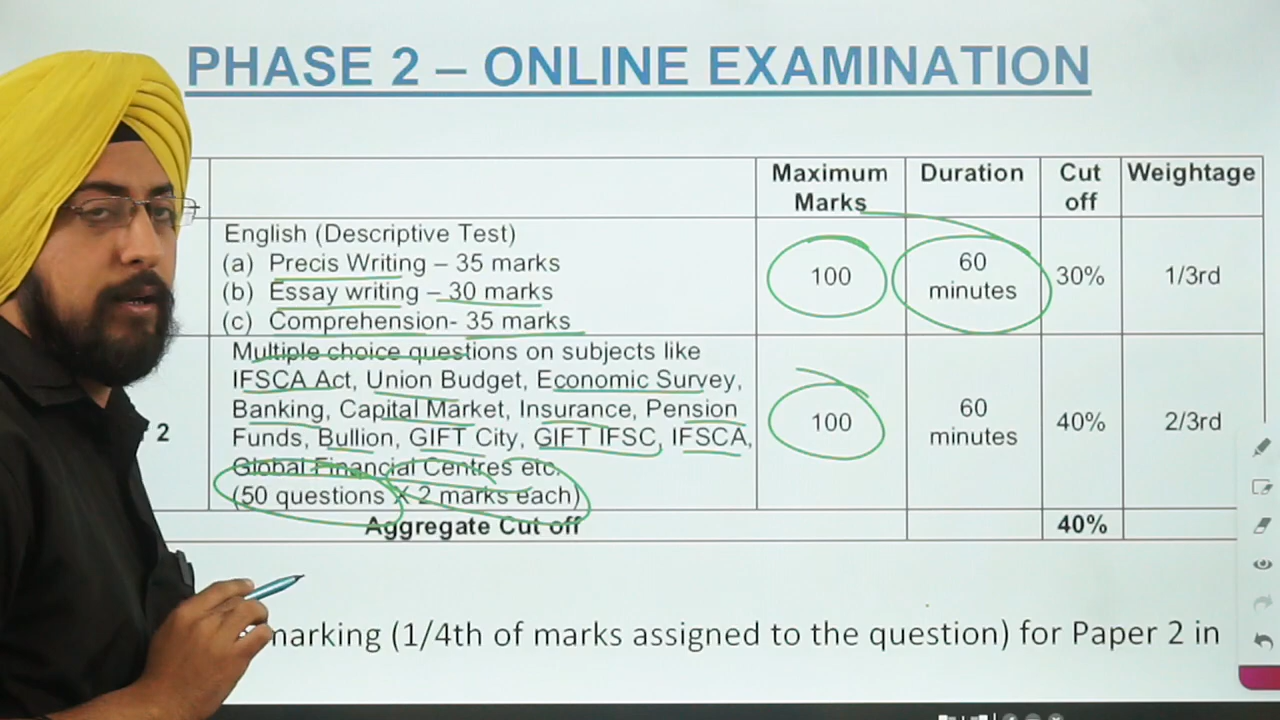 PHASE 2 – ONLINE EXAMINATION
Maximum Marks
Duration
Cut off
Weightage
English (Descriptive Test)
(a) Precis Writing – 35 marks
(b) Essay writing – 30 marks
(c) Comprehension- 35 marks
100
60 minutes
30%
1/3rd
2
Multiple choice questions on subjects like
IFSCA Act, Union Budget, Economic Survey,
Banking, Capital Market, Insurance, Pension
Funds, Bullion, GIFT City, GIFT IFSC, IFSCA,
Global Financial Centres etc.
(50 questions X 2 marks each)
100
60 minutes
40%
2/3rd
Aggregate Cut off
40%
marking (1/4th of marks assigned to the question) for Paper 2 in